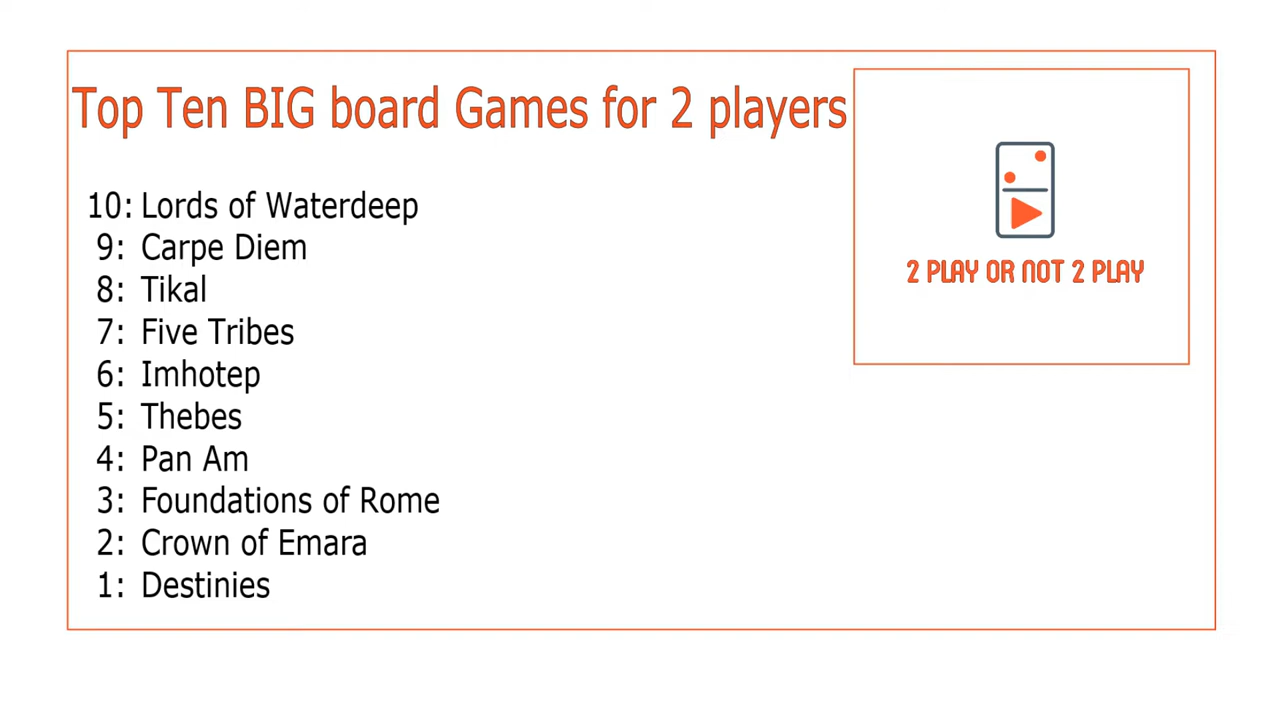 Top Ten BIG board Games for 2 players
10: Lords of Waterdeep
9: Carpe Diem
8: Tikal
7: Five Tribes
6: Imhotep
5: Thebes
4: Pan Am
3: Foundations of Rome
2: Crown of Emara
1: Destinies
2 PLAY OR NOT 2 PLAY